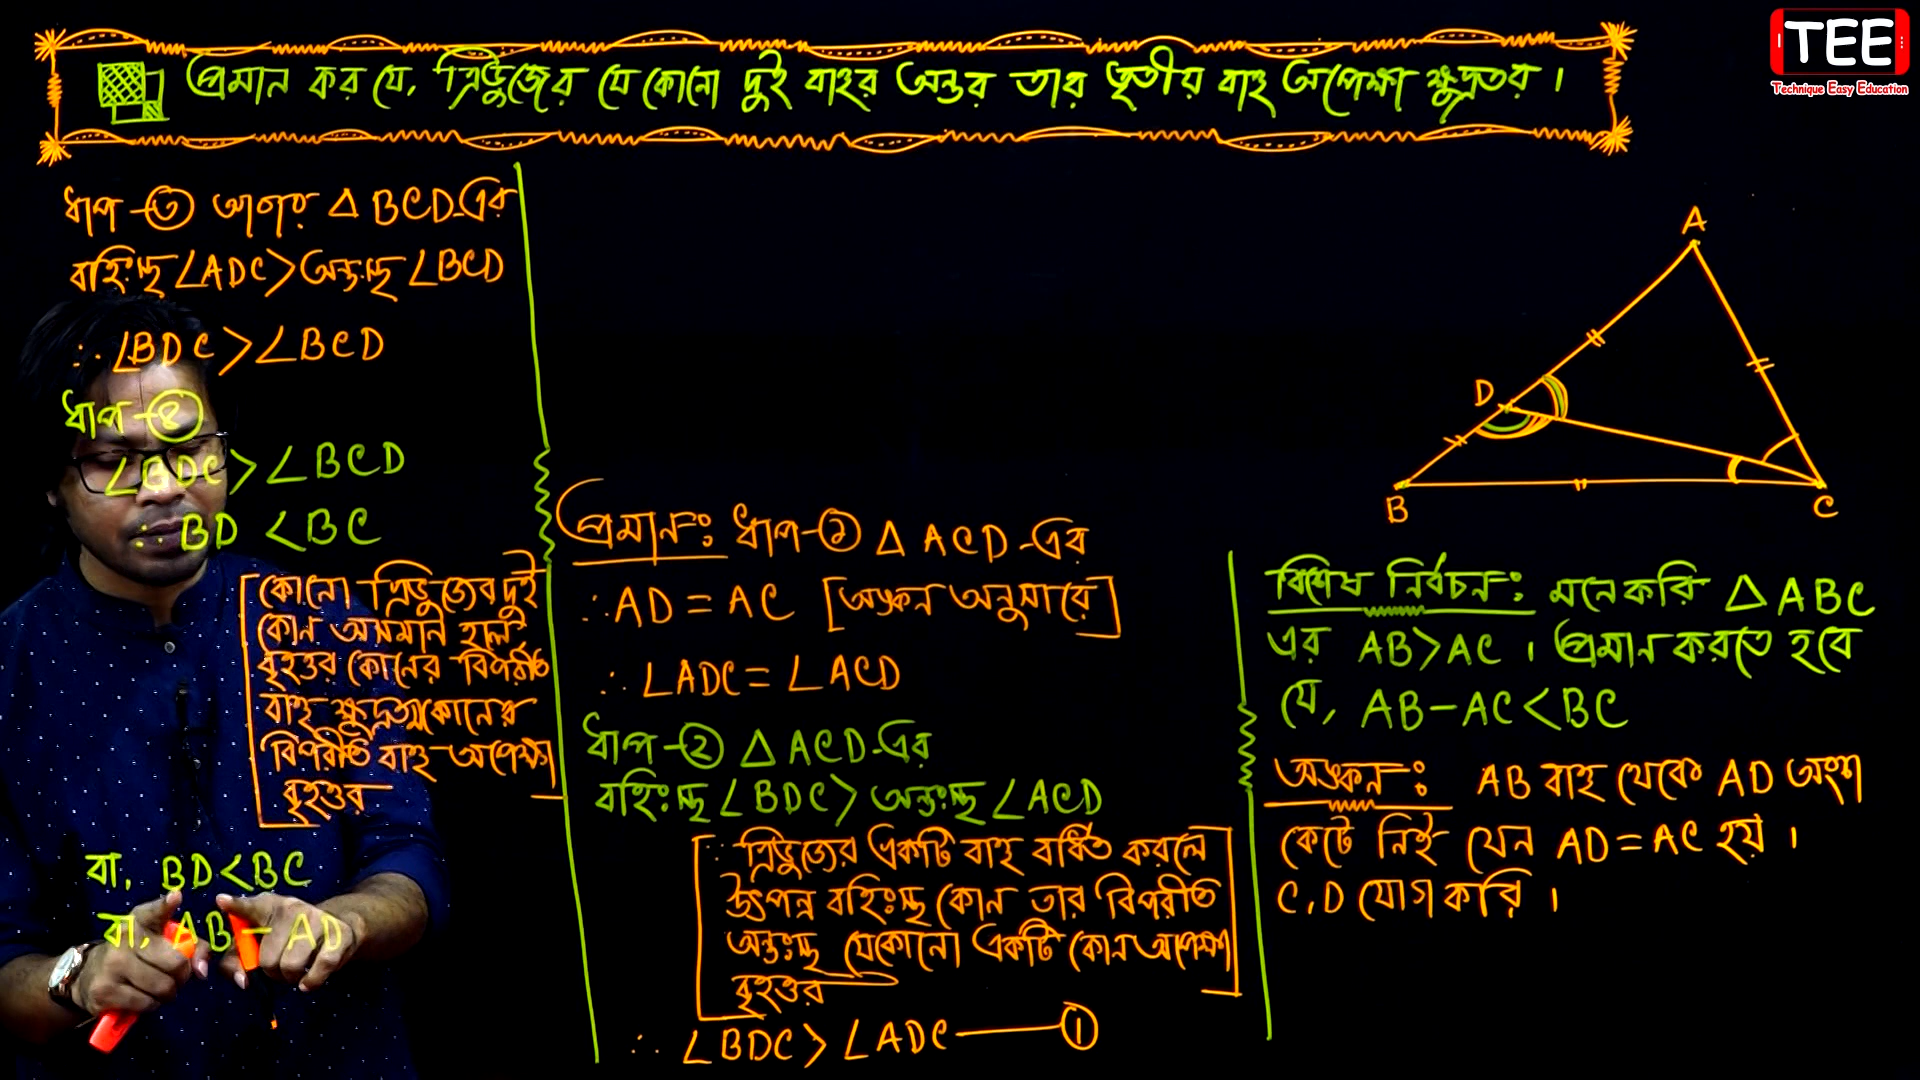 প্রমান কর যে, ত্রিভুজের যে কোনো দুই বাহুর অন্তর তার তৃতীয় বাহু অপেক্ষা ক্ষুদ্রতর ।
TEE
Technique Easy Education
A
D
B
C
বিশেষ নির্বচন: মনেকরি △ ABC
এর AB>AC । প্রমান করতে হবে
যে, AB-AC<BC
অঙ্কন: AB বাহু থেকে AD অংশ
কেটে নিই যেন AD=AC হয় ।
C,D যোগ করি ।
প্রমান: ধাপ-① △ ACD-এর
∴ AD = AC [অঙ্কন অনুসারে]
∴ ∠ADC = ∠ACD
ধাপ-② △ ACD-এর
বহিঃস্থ ∠BDC > অন্তঃস্থ ∠ACD
[∵ ত্রিভুজের একটি বাহু বর্ধিত করলে
উৎপন্ন বহিঃস্থ কোন তার বিপরীত
অন্তঃস্থ যেকোনো একটি কোন অপেক্ষা
বৃহত্তর]
∴ ∠BDC > ∠ADC ——— ①
ধাপ-③ আবার △ BCD-এর
বহিঃস্থ ∠ADC > অন্তঃস্থ ∠BCD
∴ ∠BDC > ∠BCD
ধাপ-④
∠BDC > ∠BCD
∴ BD < BC
[কোনো ত্রিভুজের দুই
কোন অসমান হলে
বৃহত্তর কোনের বিপরীত
বাহু ক্ষুদ্রতম কোনের
বিপরীত বাহু অপেক্ষা
বৃহত্তর]
বা, BD<BC
বা, AB - AD